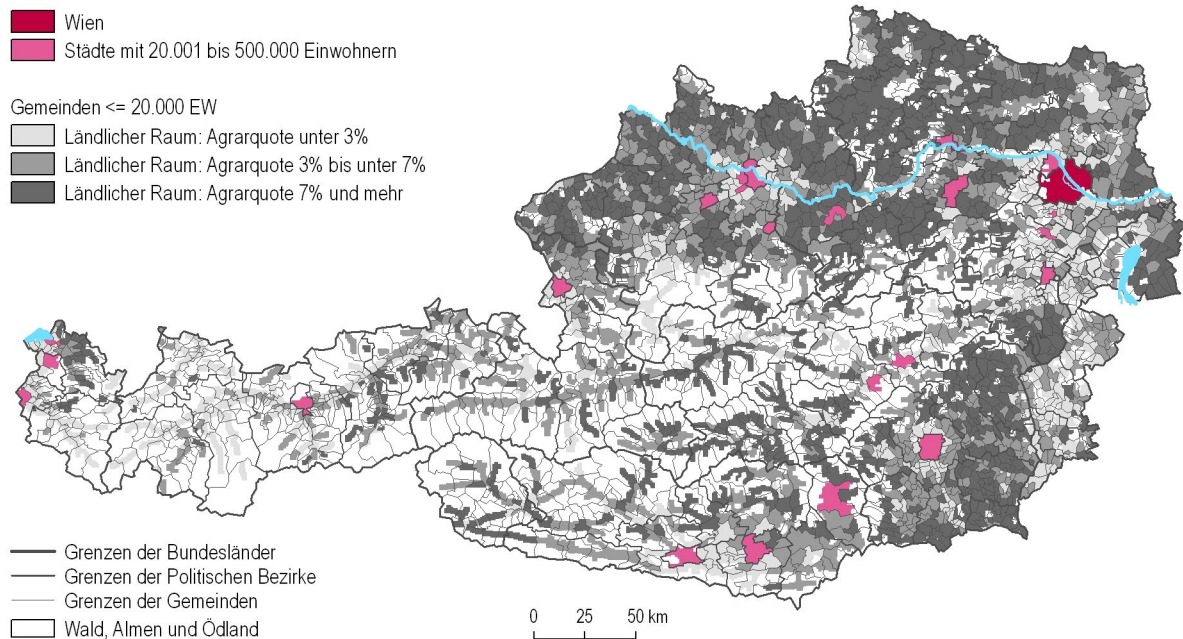 Wien
Städte mit 20.001 bis 500.000 Einwohnern
Gemeinden <= 20.000 EW
Ländlicher Raum: Agrarquote unter 3%
Ländlicher Raum: Agrarquote 3% bis unter 7%
Ländlicher Raum: Agrarquote 7% und mehr
Grenzen der Bundesländer
Grenzen der Politischen Bezirke
Grenzen der Gemeinden
Wald, Almen und Ödland
0 25 50 km